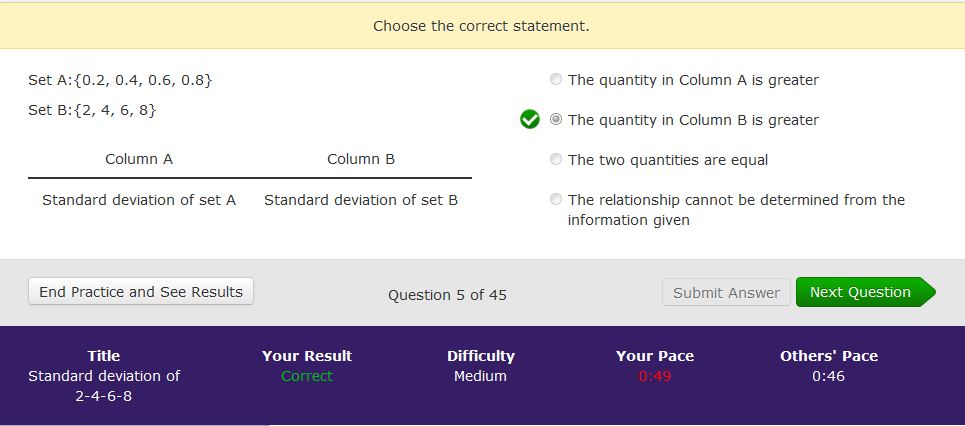 Choose the correct statement.
Set A:{0.2, 0.4, 0.6, 0.8}
Set B:{2, 4, 6, 8}
Column A Column B
Standard deviation of set A Standard deviation of set B
The quantity in Column A is greater
The quantity in Column B is greater
The two quantities are equal
The relationship cannot be determined from the
information given
End Practice and See Results Question 5 of 45 Submit Answer Next Question
Title Your Result Difficulty Your Pace Others' Pace
Standard deviation of Correct Medium 0:49 0:46
2-4-6-8